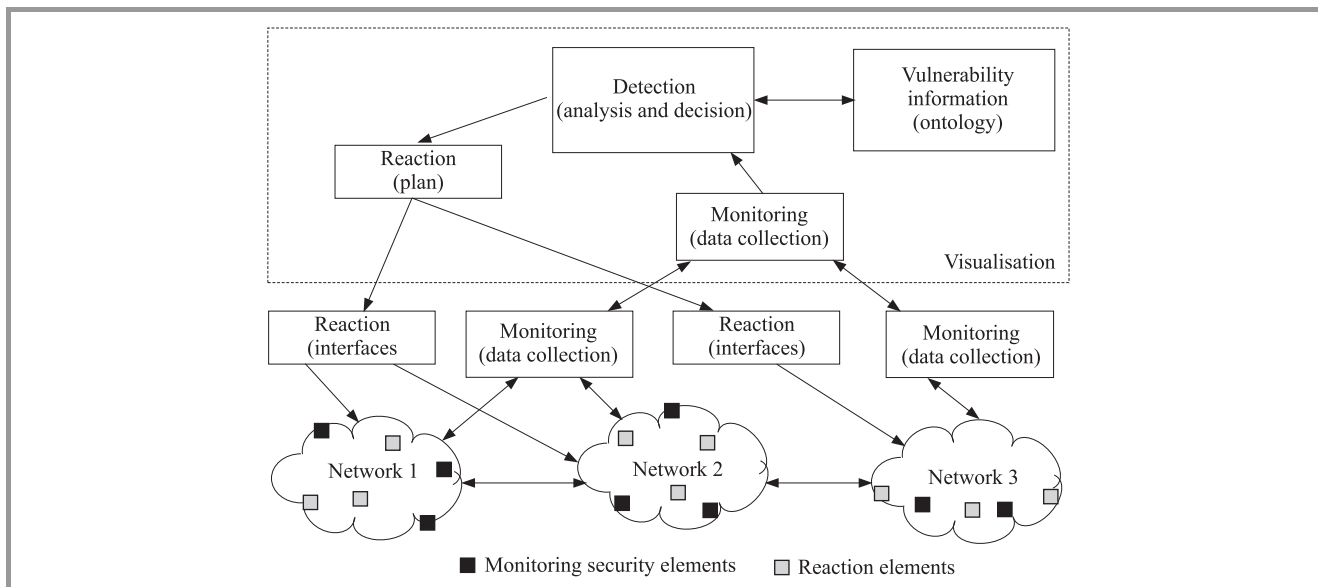 Detection
(analysis and decision)
Vulnerability
information
(ontology)
Reaction
(plan)
Monitoring
(data collection)
Visualisation
Reaction
(interfaces
Monitoring
(data collection)
Reaction
(interfaces)
Monitoring
(data collection)
Network 1
Network 2
Network 3
Monitoring security elements
Reaction elements